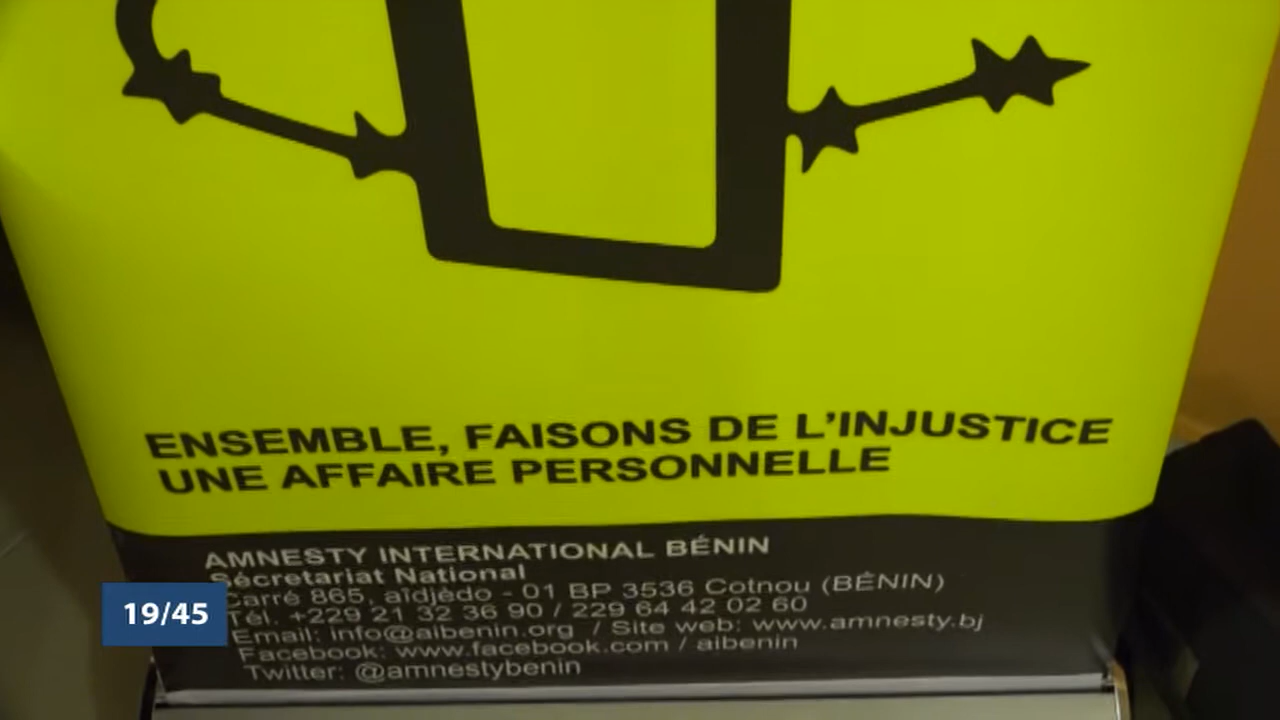 ENSEMBLE, FAISONS DE L'INJUSTICE
UNE AFFAIRE PERSONNELLE
AMNESTY INTERNATIONAL BÉNIN
Sécretariat National
Carré 865, aïdjèdo - 01 BP 3536 Cotnou (BÉNIN)
Tél. +229 21 32 36 90 / 229 64 42 02 60
Email: info@aibenin.org / Site web: www.amnesty.bj
Facebook: www.facebook.com / aibenin
Twitter: @amnestybenin
19/45